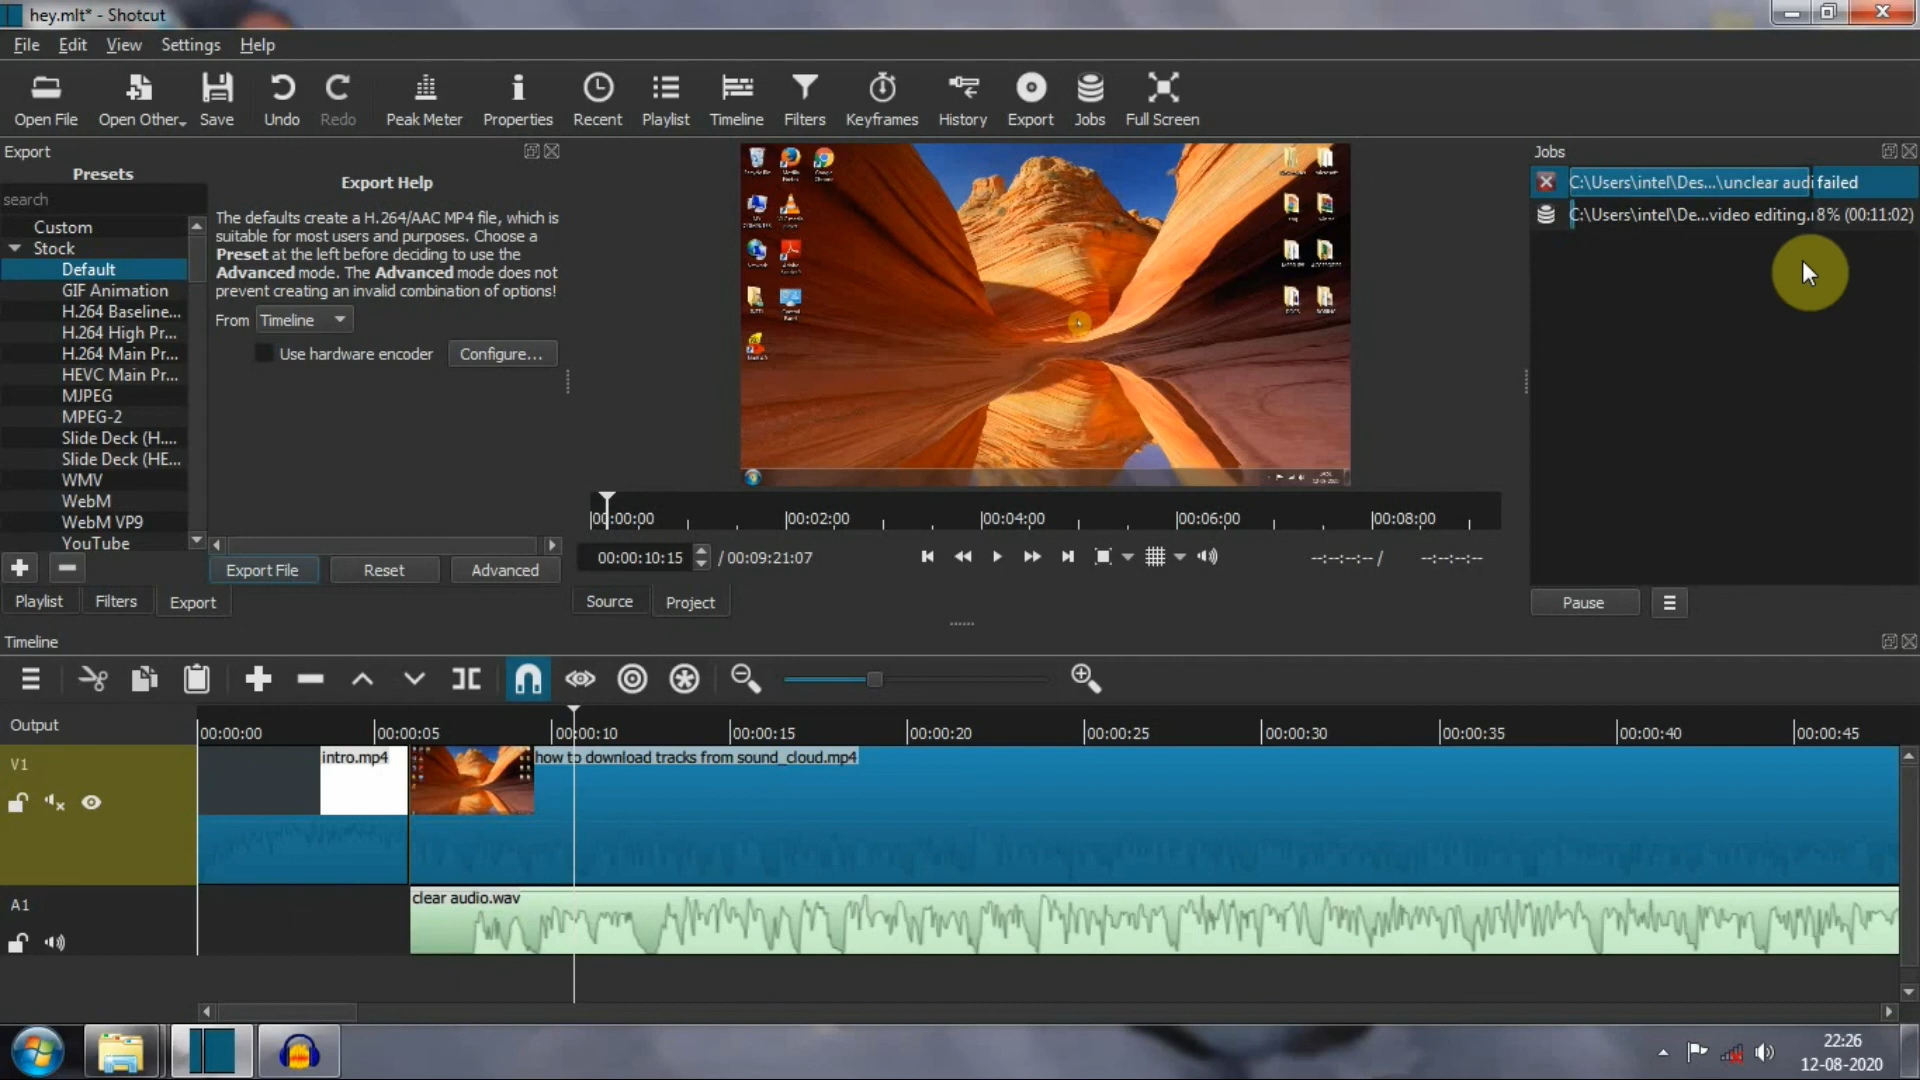 hey.mlt* - Shotcut
File Edit View Settings Help
Open File Open Other Save Undo Redo Peak Meter Properties Recent Playlist Timeline Filters Keyframes History Export Jobs Full Screen
Export
Presets
search
Custom
Stock
Default
GIF Animation
H.264 Baseline...
H.264 High Pr...
H.264 Main Pr...
HEVC Main Pr...
MJPEG
MPEG-2
Slide Deck (H....
Slide Deck (HE...
WMV
WebM
WebM VP9
YouTube
Export Help
The defaults create a H.264/AAC MP4 file, which is
suitable for most users and purposes. Choose a
Preset at the left before deciding to use the
Advanced mode. The Advanced mode does not
prevent creating an invalid combination of options!
From Timeline
Use hardware encoder Configure...
Export File Reset Advanced
Playlist Filters Export
00:00:00 00:02:00 00:04:00 00:06:00 00:08:00
00:00:10:15 / 00:09:21:07 --:--:--:-- / --:--:--:--
Source Project
Jobs
C:\Users\intel\Des...\unclear audi failed
C:\Users\intel\De...video editing. 8% (00:11:02)
Pause
Timeline
Output
00:00:00 00:00:05 00:00:10 00:00:15 00:00:20 00:00:25 00:00:30 00:00:35 00:00:40 00:00:45
V1
intro.mp4 how to download tracks from sound_cloud.mp4
A1
clear audio.wav
22:26
12-08-2020